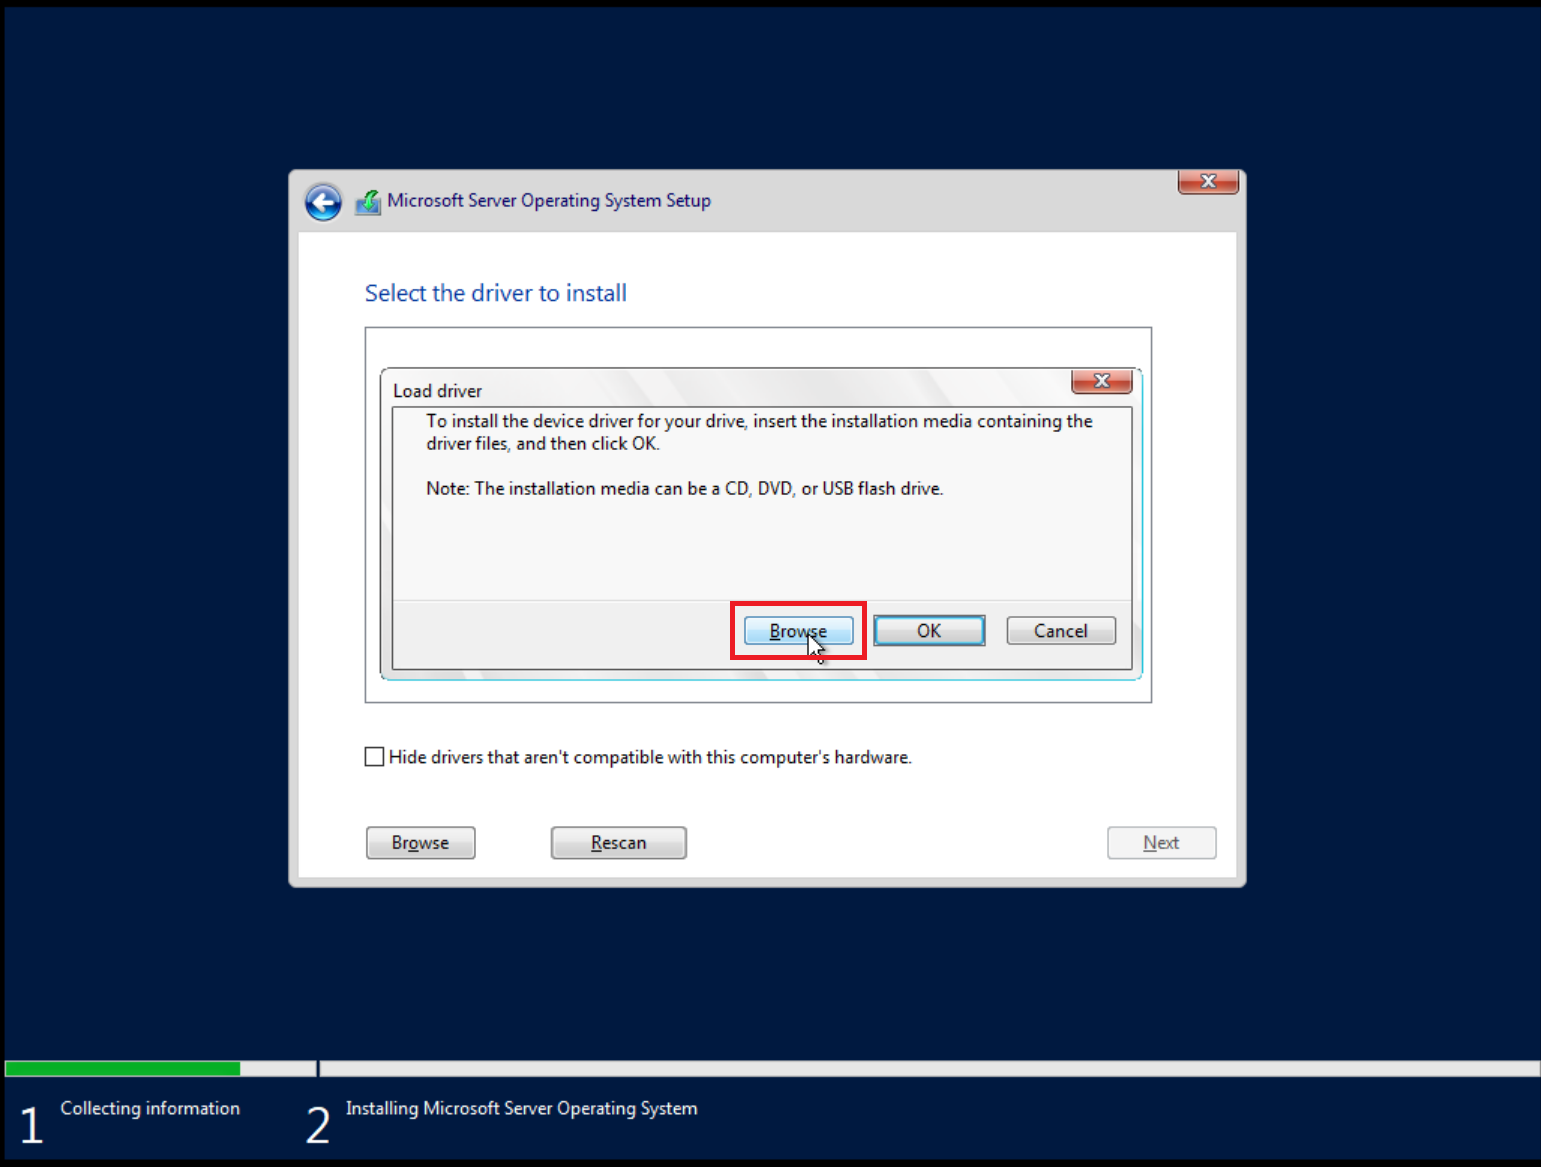 Microsoft Server Operating System Setup
Select the driver to install
Load driver
To install the device driver for your drive, insert the installation media containing the
driver files, and then click OK.
Note: The installation media can be a CD, DVD, or USB flash drive.
Browse OK Cancel
Hide drivers that aren't compatible with this computer's hardware.
Browse Rescan Next
1 Collecting information 2 Installing Microsoft Server Operating System